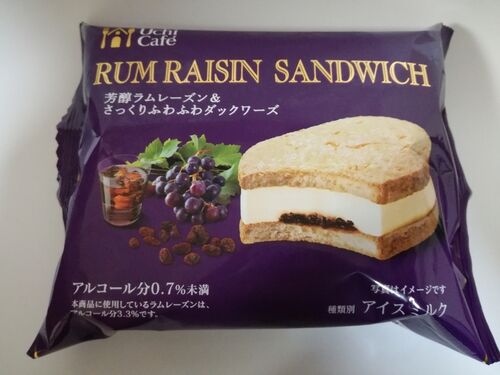 Uchi
Café
RUM RAISIN SANDWICH
芳醇ラムレーズン&
さっくりふわふわダックワーズ
アルコール分0.7%未満
本商品に使用しているラムレーズンは、
アルコール分3.3%です。
写真はイメージです
種類別 アイスミルク